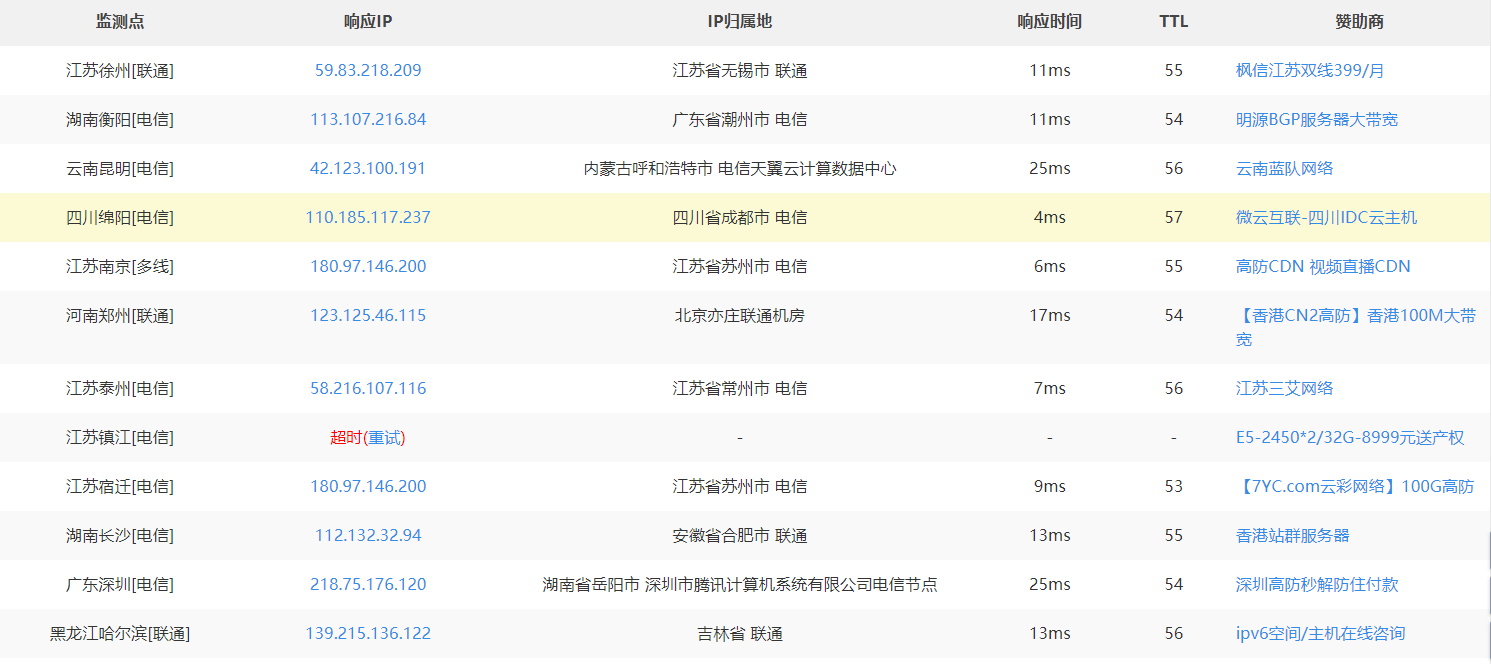 监测点 响应IP IP归属地 响应时间 TTL 赞助商
江苏徐州[联通] 59.83.218.209 江苏省无锡市 联通 11ms 55 枫信江苏双线399/月
湖南衡阳[电信] 113.107.216.84 广东省潮州市 电信 11ms 54 明源BGP服务器大带宽
云南昆明[电信] 42.123.100.191 内蒙古呼和浩特市 电信天翼云计算数据中心 25ms 56 云南蓝队网络
四川绵阳[电信] 110.185.117.237 四川省成都市 电信 4ms 57 微云互联-四川IDC云主机
江苏南京[多线] 180.97.146.200 江苏省苏州市 电信 6ms 55 高防CDN 视频直播CDN
河南郑州[联通] 123.125.46.115 北京亦庄联通机房 17ms 54 【香港CN2高防】香港100M大带
宽
江苏泰州[电信] 58.216.107.116 江苏省常州市 电信 7ms 56 江苏三艾网络
江苏镇江[电信] 超时(重试) - - - E5-2450*2/32G-8999元送产权
江苏宿迁[电信] 180.97.146.200 江苏省苏州市 电信 9ms 53 【7YC.com云彩网络】100G高防
湖南长沙[电信] 112.132.32.94 安徽省合肥市 联通 13ms 55 香港站群服务器
广东深圳[电信] 218.75.176.120 湖南省岳阳市 深圳市腾讯计算机系统有限公司电信节点 25ms 54 深圳高防秒解防住付款
黑龙江哈尔滨[联通] 139.215.136.122 吉林省 联通 13ms 56 ipv6空间/主机在线咨询